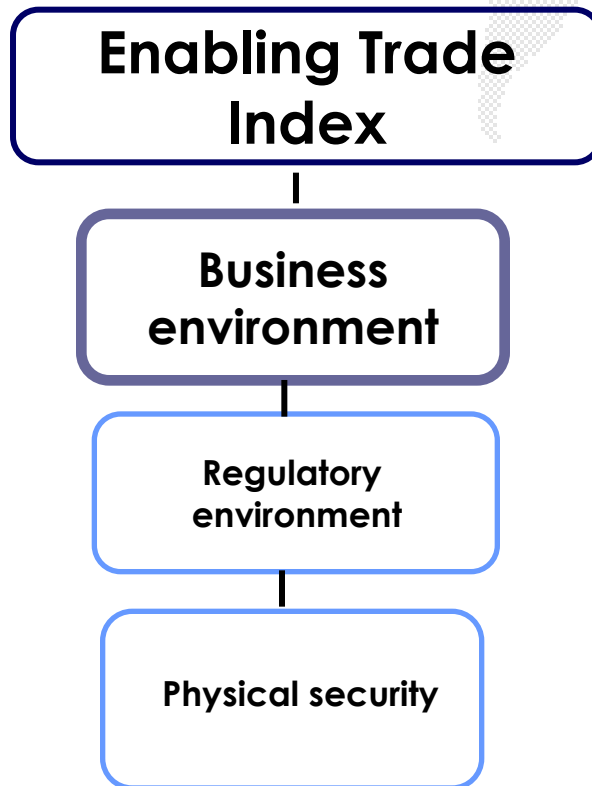 Enabling Trade
Index
Business
environment
Regulatory
environment
Physical security